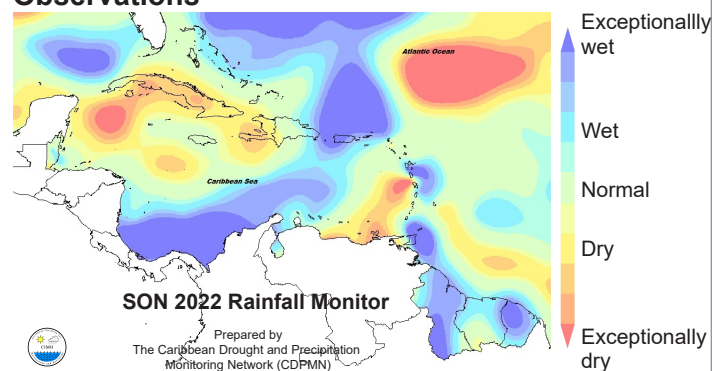 Observations
Exceptionallly
wet
Atlantic Ocean
Wet
Caribbean Sea
Normal
Dry
SON 2022 Rainfall Monitor
Prepared by
The Caribbean Drought and Precipitation
Monitoring Network (CDPMN)
Exceptionally
dry